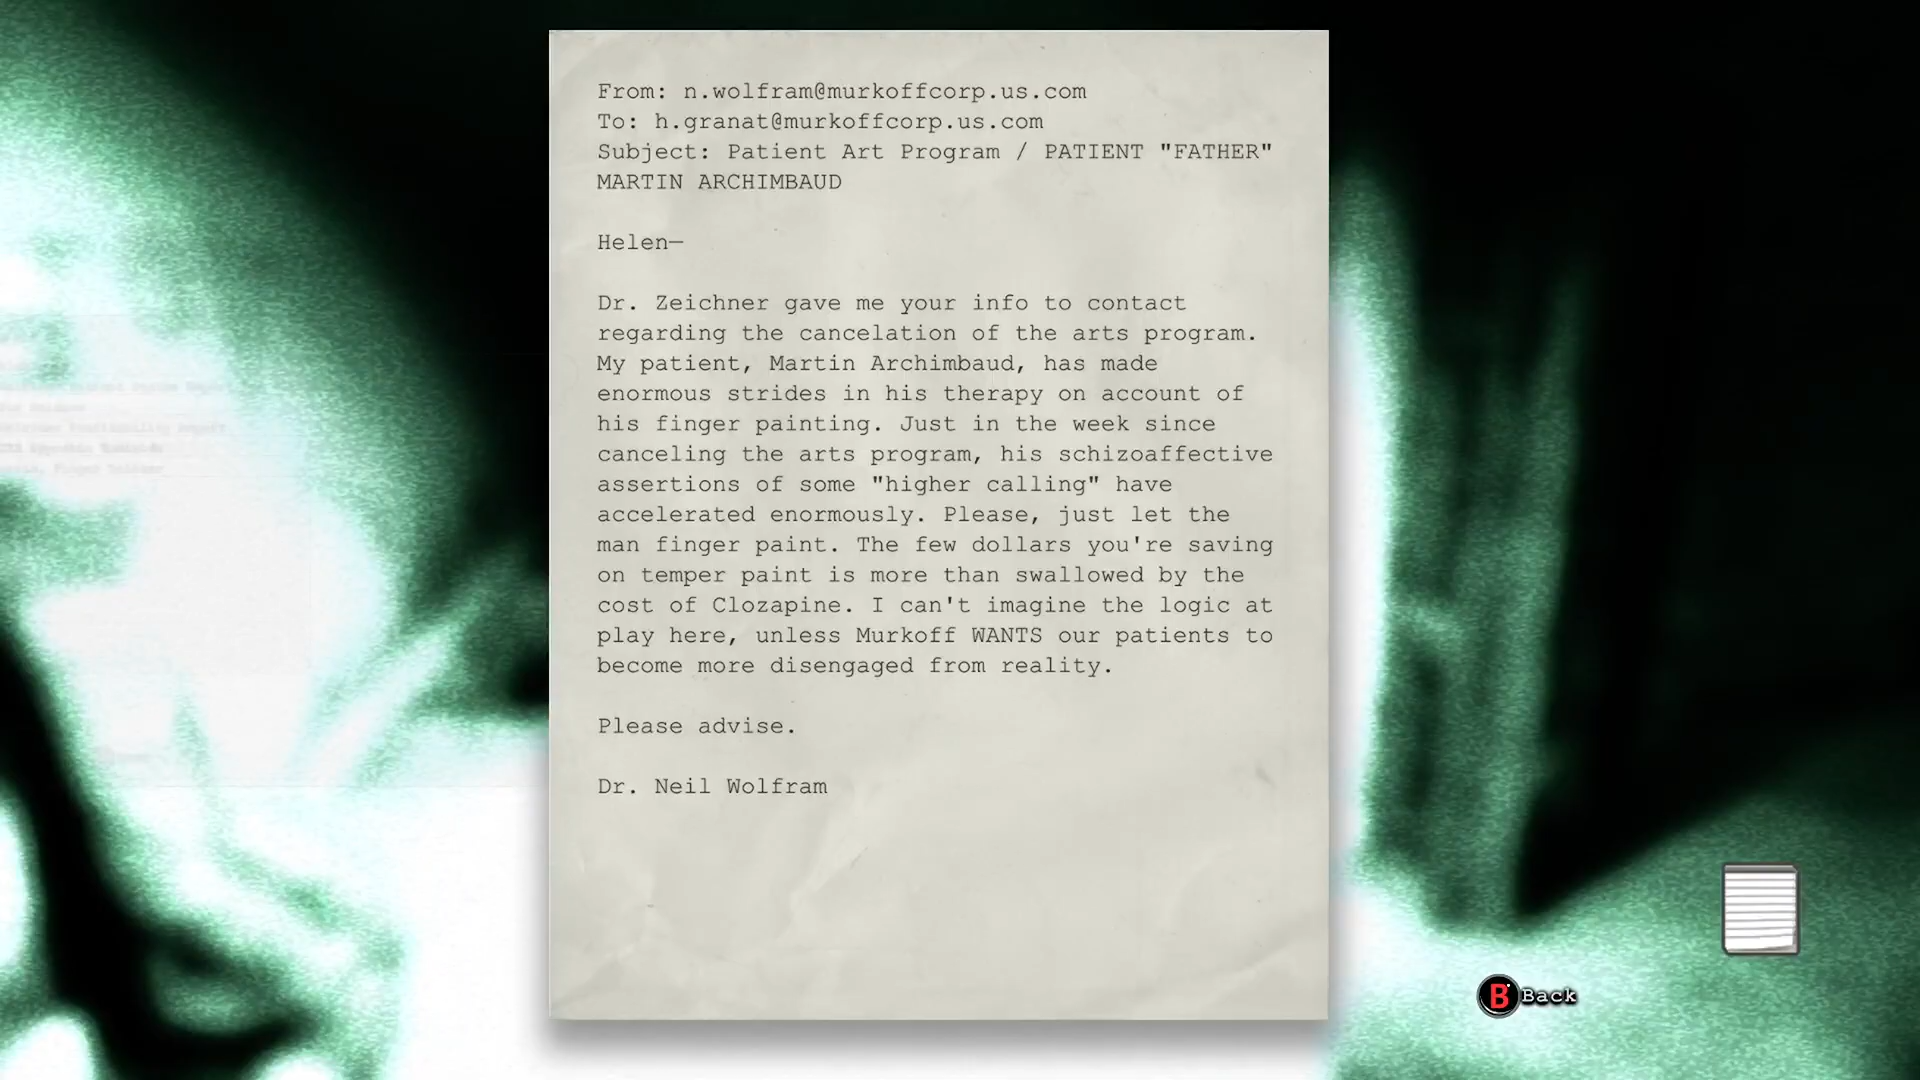 From: n.wolfram@murkoffcorp.us.com
To: h.granat@murkoffcorp.us.com
Subject: Patient Art Program / PATIENT "FATHER"
MARTIN ARCHIMBAUD
Helen—
Dr. Zeichner gave me your info to contact
regarding the cancelation of the arts program.
My patient, Martin Archimbaud, has made
enormous strides in his therapy on account of
his finger painting. Just in the week since
canceling the arts program, his schizoaffective
assertions of some "higher calling" have
accelerated enormously. Please, just let the
man finger paint. The few dollars you're saving
on temper paint is more than swallowed by the
cost of Clozapine. I can't imagine the logic at
play here, unless Murkoff WANTS our patients to
become more disengaged from reality.
Please advise.
Dr. Neil Wolfram
B Back